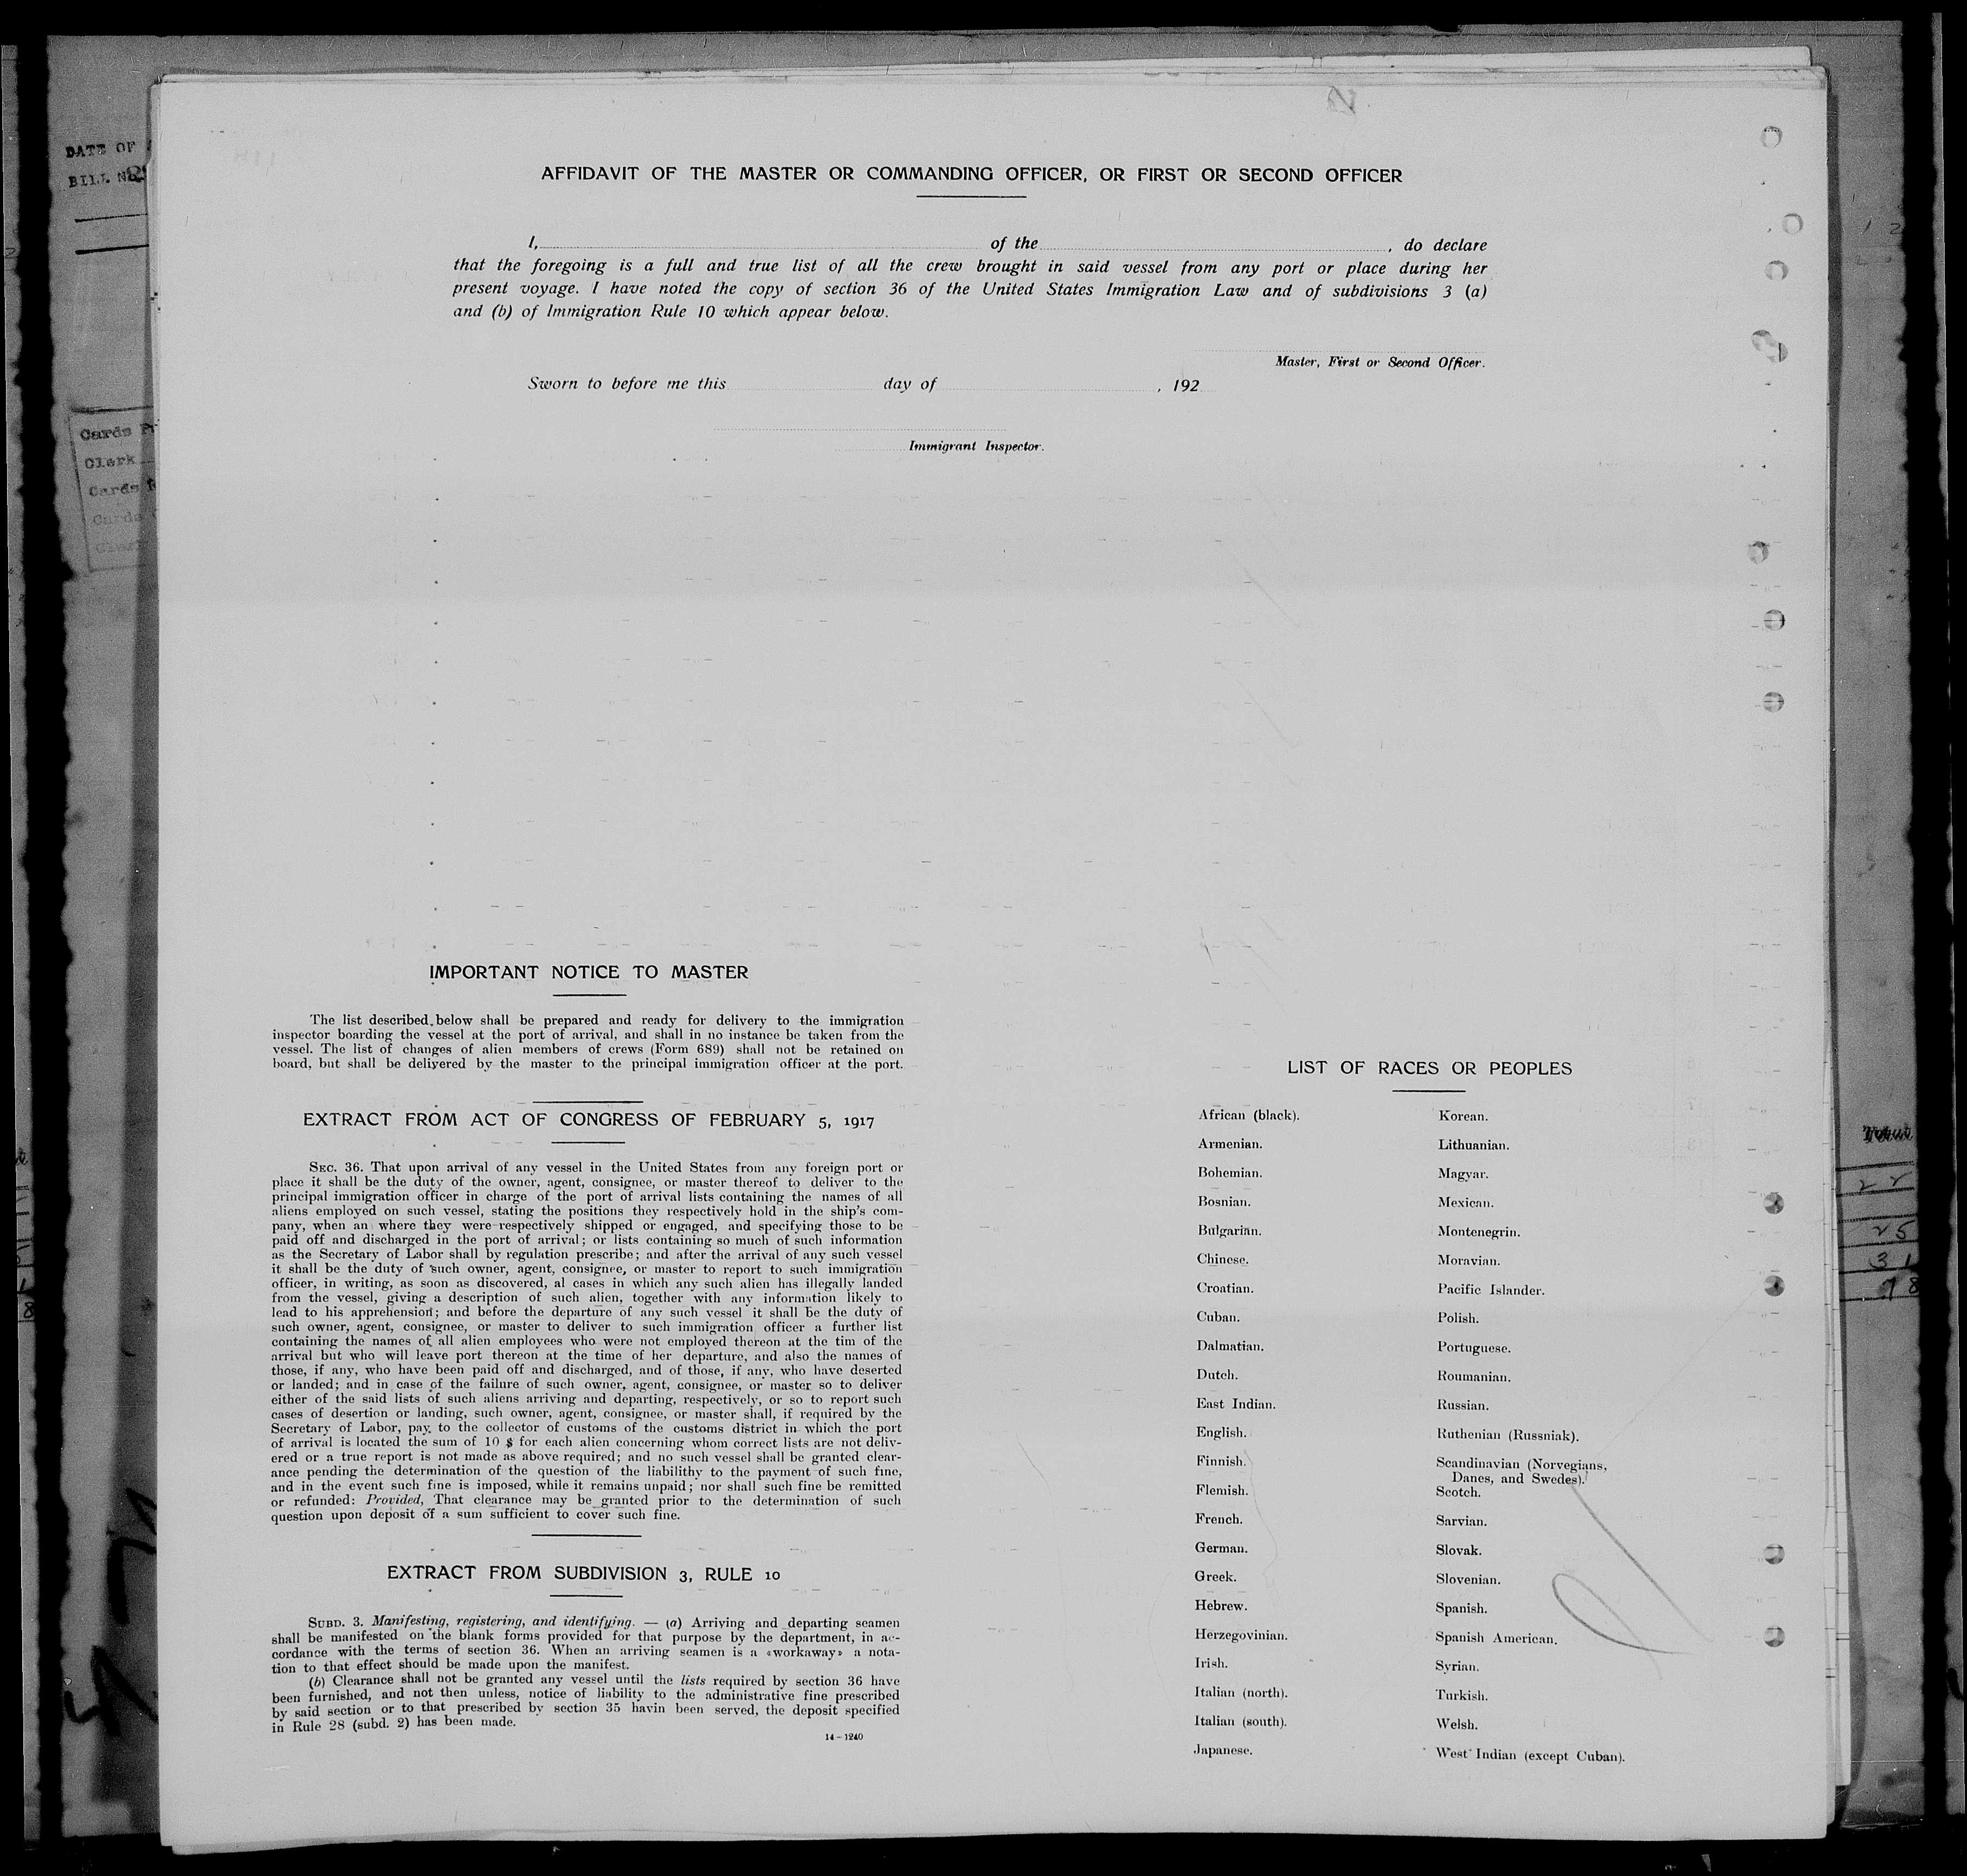 AFFIDAVIT OF THE MASTER OR COMMANDING OFFICER, OR FIRST OR SECOND OFFICER
I, of the , do declare
that the foregoing is a full and true list of all the crew brought in said vessel from any port or place during her
present voyage. I have noted the copy of section 36 of the United States Immigration Law and of subdivisions 3 (a)
and (b) of Immigration Rule 10 which appear below.
Master, First or Second Officer.
Sworn to before me this day of , 192
Immigrant Inspector.
DATE OF
BILL No
Cards
Clerk
Cards
Cards
Clerk
IMPORTANT NOTICE TO MASTER
The list described below shall be prepared and ready for delivery to the immigration
inspector boarding the vessel at the port of arrival, and shall in no instance be taken from the
vessel. The list of changes of alien members of crews (Form 689) shall not be retained on
board, but shall be delivered by the master to the principal immigration officer at the port.
EXTRACT FROM ACT OF CONGRESS OF FEBRUARY 5, 1917
SEC. 36. That upon arrival of any vessel in the United States from any foreign port or
place it shall be the duty of the owner, agent, consignee, or master thereof to deliver to the
principal immigration officer in charge of the port of arrival lists containing the names of all
aliens employed on such vessel, stating the positions they respectively hold in the ship's com-
pany, when an where they were respectively shipped or engaged, and specifying those to be
paid off and discharged in the port of arrival; or lists containing so much of such information
as the Secretary of Labor shall by regulation prescribe; and after the arrival of any such vessel
it shall be the duty of such owner, agent, consignee, or master to report to such immigration
officer, in writing, as soon as discovered, al cases in which any such alien has illegally landed
from the vessel, giving a description of such alien, together with any information likely to
lead to his apprehension; and before the departure of any such vessel it shall be the duty of
such owner, agent, consignee, or master to deliver to such immigration officer a further list
containing the names of all alien employees who were not employed thereon at the tim of the
arrival but who will leave port thereon at the time of her departure, and also the names of
those, if any, who have been paid off and discharged, and of those, if any, who have deserted
or landed; and in case of the failure of such owner, agent, consignee, or master so to deliver
either of the said lists of such aliens arriving and departing, respectively, or so to report such
cases of desertion or landing, such owner, agent, consignee, or master shall, if required by the
Secretary of Labor, pay to the collector of customs of the customs district in which the port
of arrival is located the sum of 10 $ for each alien concerning whom correct lists are not deliv-
ered or a true report is not made as above required; and no such vessel shall be granted clear-
ance pending the determination of the question of the liabilithy to the payment of such fine,
and in the event such fine is imposed, while it remains unpaid; nor shall such fine be remitted
or refunded: Provided, That clearance may be granted prior to the determination of such
question upon deposit of a sum sufficient to cover such fine.
EXTRACT FROM SUBDIVISION 3, RULE 10
SUBD. 3. Manifesting, registering, and identifying. — (a) Arriving and departing seamen
shall be manifested on the blank forms provided for that purpose by the department, in ac-
cordance with the terms of section 36. When an arriving seamen is a «workaway» a nota-
tion to that effect should be made upon the manifest.
(b) Clearance shall not be granted any vessel until the lists required by section 36 have
been furnished, and not then unless, notice of liability to the administrative fine prescribed
by said section or to that prescribed by section 35 havin been served, the deposit specified
in Rule 28 (subd. 2) has been made.
14-1240
LIST OF RACES OR PEOPLES
African (black).
Armenian.
Bohemian.
Bosnian.
Bulgarian.
Chinese.
Croatian.
Cuban.
Dalmatian.
Dutch.
East Indian.
English.
Finnish.
Flemish.
French.
German.
Greek.
Hebrew.
Herzegovinian.
Irish.
Italian (north).
Italian (south).
Japanese.
Korean.
Lithuanian.
Magyar.
Mexican.
Montenegrin.
Moravian.
Pacific Islander.
Polish.
Portuguese.
Roumanian.
Russian.
Ruthenian (Russniak).
Scandinavian (Norvegians,
Danes, and Swedes).
Scotch.
Sarvian.
Slovak.
Slovenian.
Spanish.
Spanish American.
Syrian.
Turkish.
Welsh.
West Indian (except Cuban).
22
25
31
78